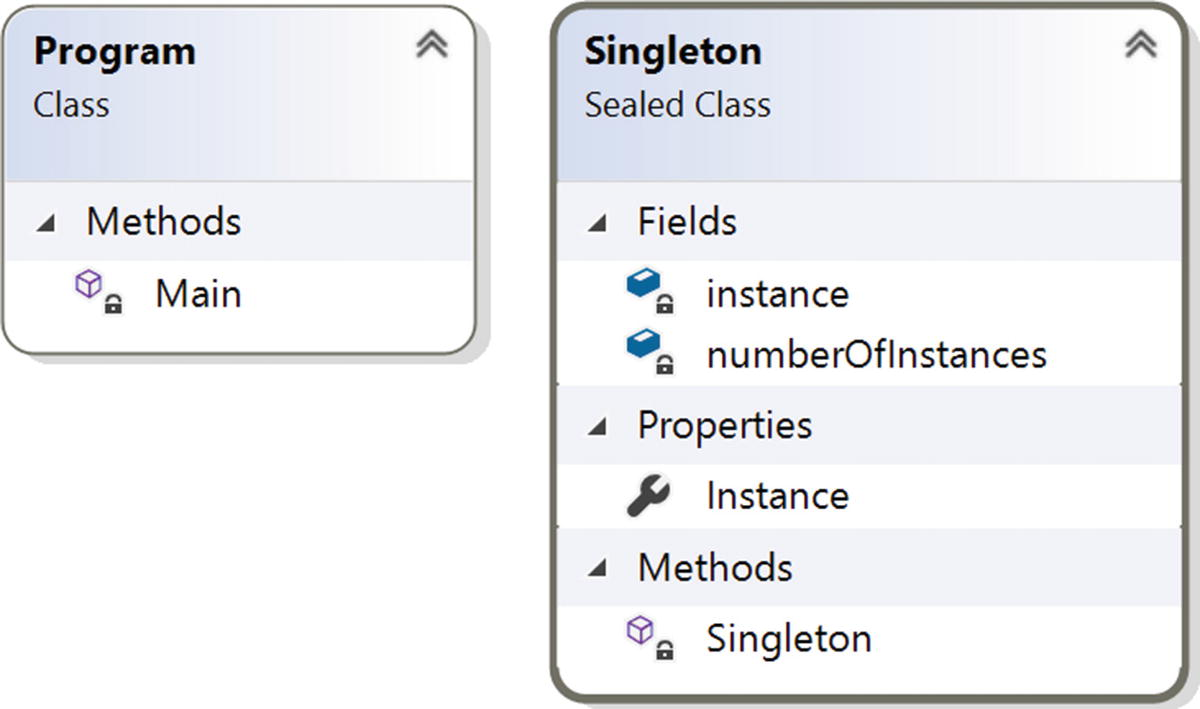 Program
Class
Methods
Main
Singleton
Sealed Class
Fields
instance
numberOfInstances
Properties
Instance
Methods
Singleton